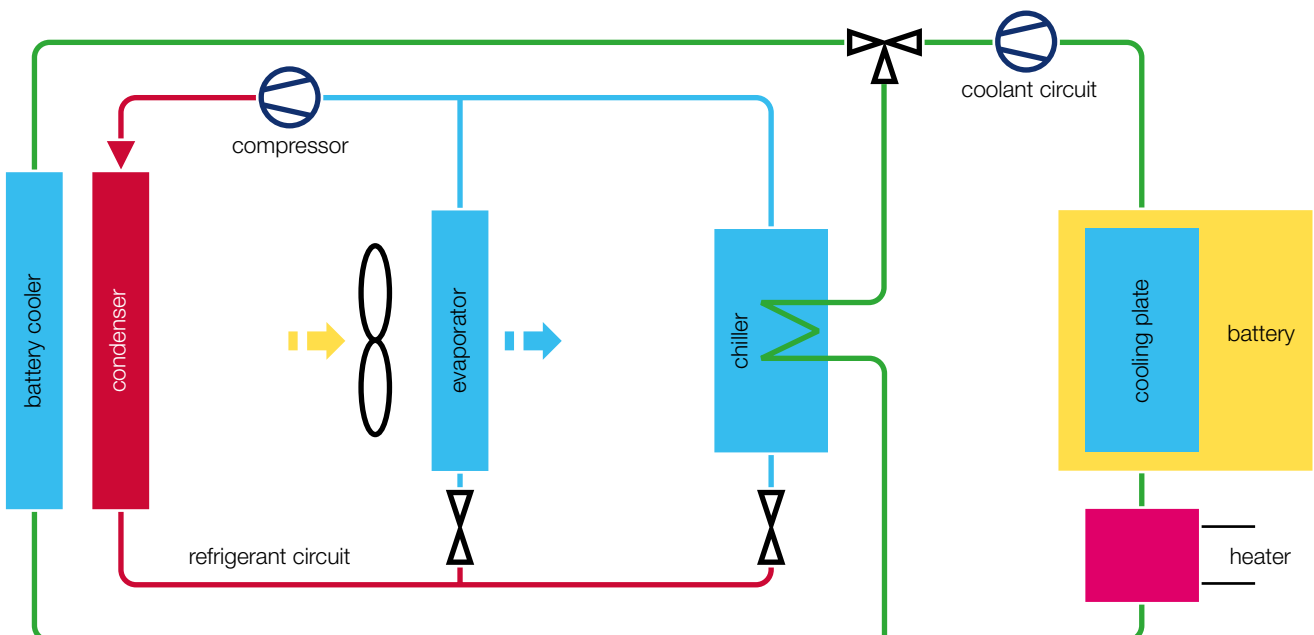 coolant circuit
compressor
battery cooler
condenser
evaporator
chiller
cooling plate
battery
refrigerant circuit
heater